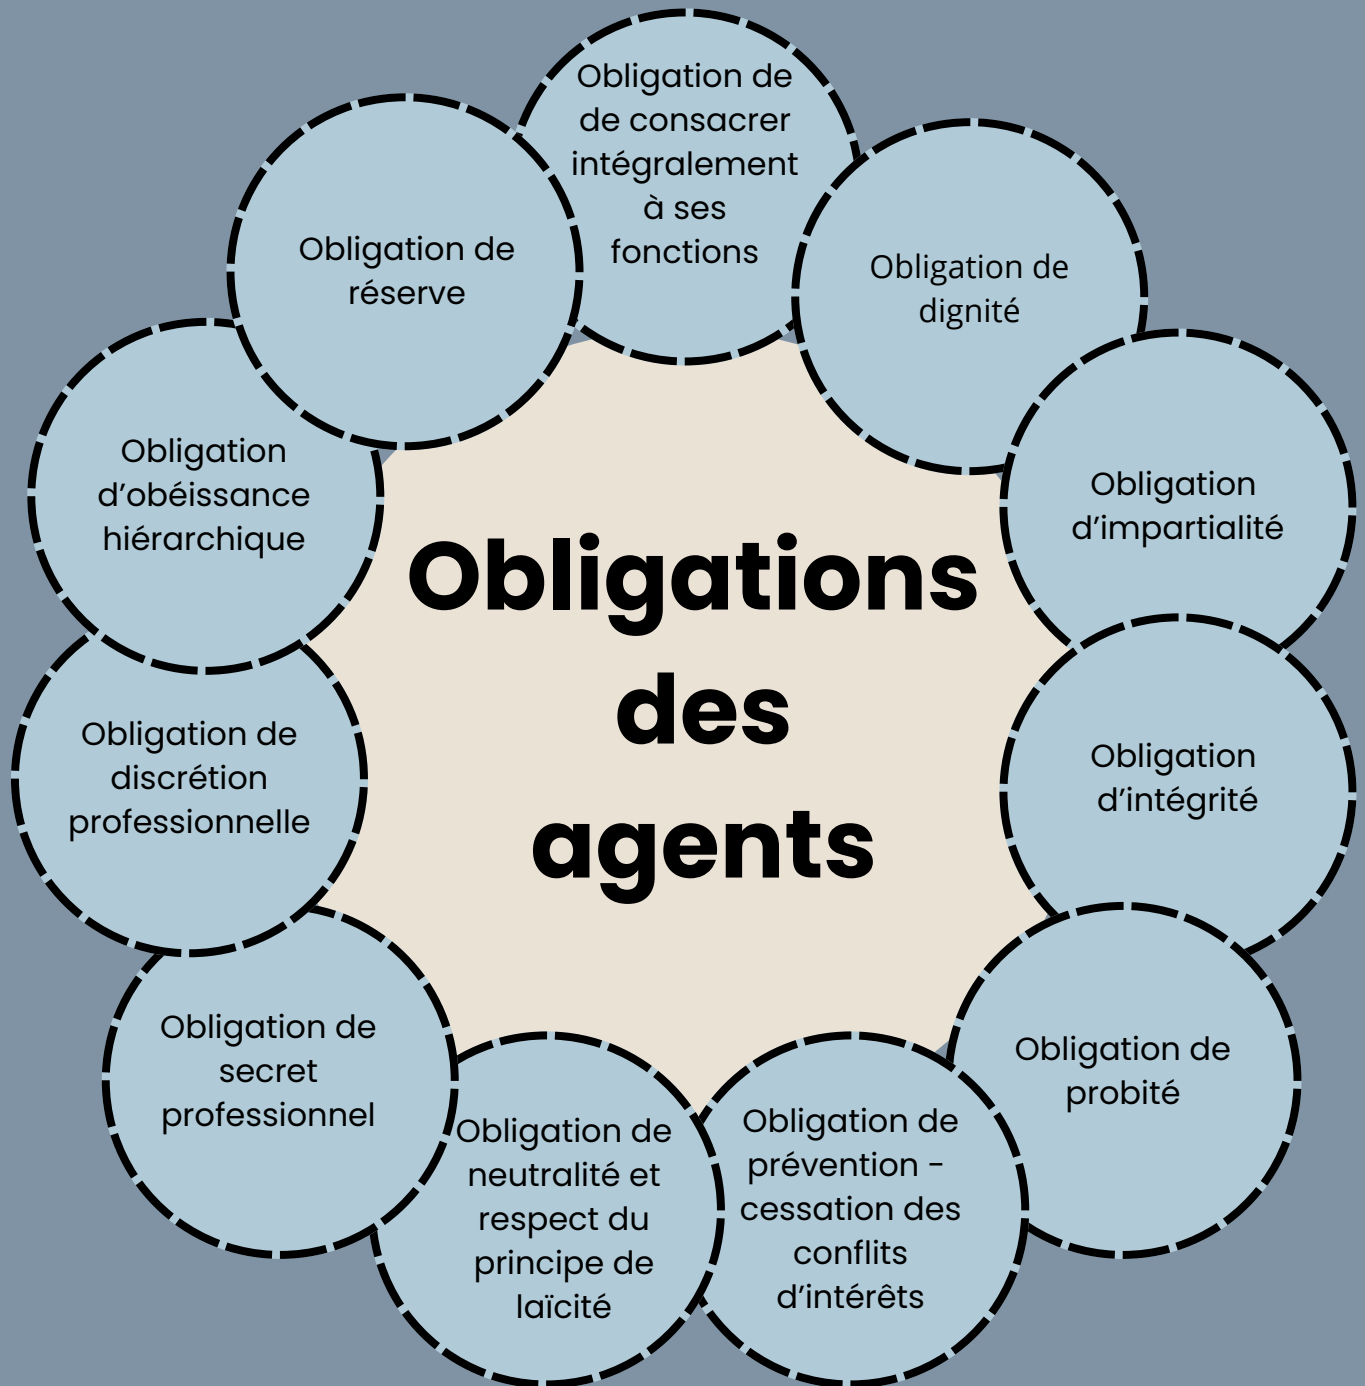 Obligation de
de consacrer
intégralement
à ses
fonctions
Obligation de
dignité
Obligation
d'impartialité
Obligation
d'intégrité
Obligation de
probité
Obligation de
prévention -
cessation des
conflits
d'intérêts
Obligation de
neutralité et
respect du
principe de
laïcité
Obligation de
secret
professionnel
Obligation de
discrétion
professionnelle
Obligation
d'obéissance
hiérarchique
Obligation de
réserve
Obligations
des
agents